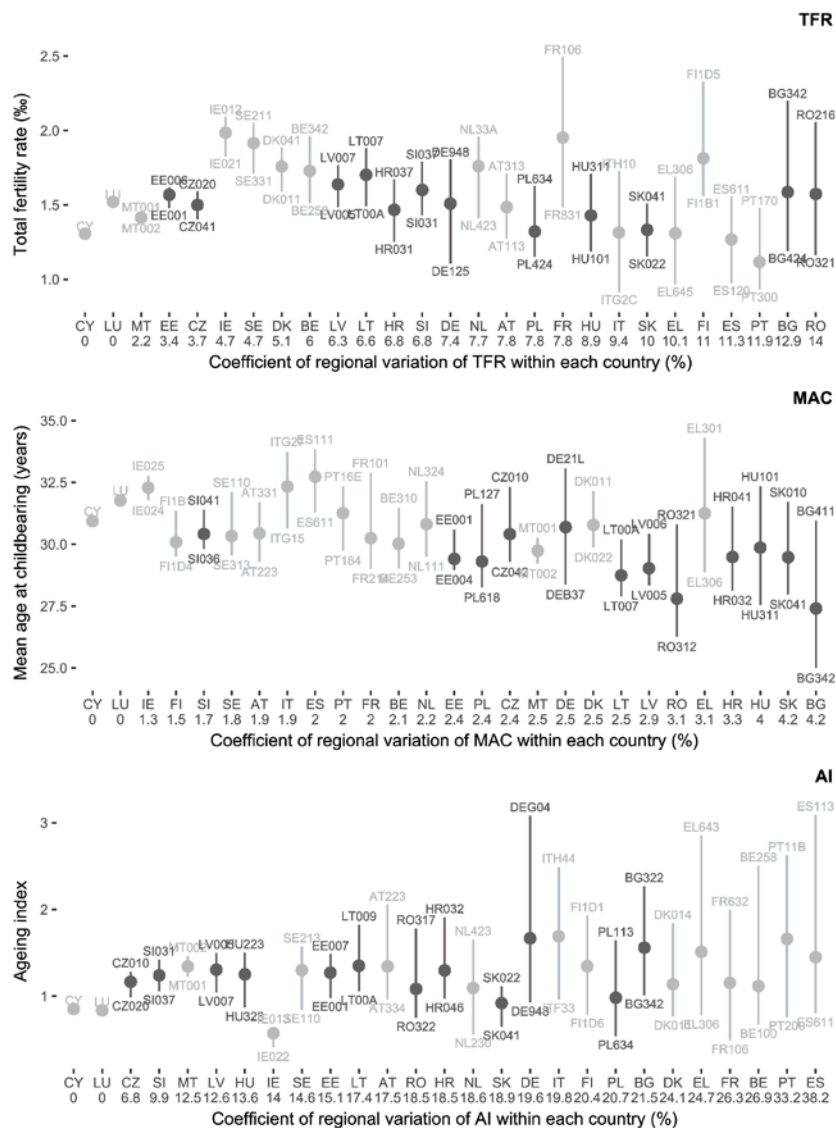 TFR
Total fertility rate (‰)
2.5
2.0
1.5
1.0
CY LU MT001 MT002 EE006 EE001 CZ020 CZ041 IE012 IE021 SE211 SE331 DK041 DK011 BE342 LV007 LV005 LT007 LT00A HR037 HR031 SI037 SI031 DE948 DE125 NL33A NL423 AT313 AT113 PL634 PL424 FR106 FR831 HU311 HU101 ITH10 ITG2C SK041 SK022 EL306 EL645 FI1D5 FI1B1 ES611 ES120 PT170 PT300 BG342 BG424 RO216 RO321
CY LU MT EE CZ IE SE DK BE LV LT HR SI DE NL AT PL FR HU IT SK EL FI ES PT BG RO
0 0 2.2 3.4 3.7 4.7 4.7 5.1 6 6.3 6.6 6.8 6.8 7.4 7.7 7.8 7.8 7.8 8.9 9.4 10 10.1 11 11.3 11.9 12.9 14
Coefficient of regional variation of TFR within each country (%)
MAC
Mean age at childbearing (years)
35.0
32.5
30.0
27.5
25.0
CY LU IE025 IE024 FI1D4 SI041 SI036 SE110 SE313 AT331 AT223 ITG27 ITG15 ES111 ES611 PT16E PT184 FR101 FR214 BE310 BE253 NL324 NL111 EE001 EE004 PL127 PL618 CZ010 CZ042 MT001 MT002 DE21L DEB37 DK011 DK022 LT00A LT007 LV006 LV005 RO321 RO312 EL301 EL306 HR041 HR032 HU101 HU311 SK010 SK041 BG411 BG342
CY LU IE FI SI SE AT IT ES PT FR BE NL EE PL CZ MT DE DK LT LV RO EL HR HU SK BG
0 0 1.3 1.5 1.7 1.8 1.9 1.9 2 2 2 2.1 2.2 2.4 2.4 2.4 2.5 2.5 2.5 2.5 2.9 3.1 3.1 3.3 4 4.2 4.2
Coefficient of regional variation of MAC within each country (%)
AI
Ageing index
3
2
1
CY LU CZ010 CZ020 SI031 SI037 MT002 MT001 LV007 HU223 IE022 SE213 SE110 EE007 EE001 LT009 LT00A AT223 AT334 RO317 RO322 HR032 HR046 NL423 NL230 SK022 SK041 DEG04 DE948 ITH44 ITF33 FI1D1 FI1D6 PL113 PL634 BG322 BG342 DK014 EL643 EL306 FR632 FR106 BE258 BE100 PT11B ES113 ES611
CY LU CZ SI MT LV HU IE SE EE LT AT RO HR NL SK DE IT FI PL BG DK EL FR BE PT ES
0 0 6.8 9.9 12.5 12.6 13.6 14 14.6 15.1 17.4 17.5 18.5 18.5 18.6 18.9 19.6 19.8 20.4 20.7 21.5 24.1 24.7 26.3 26.9 33.2 38.2
Coefficient of regional variation of AI within each country (%)